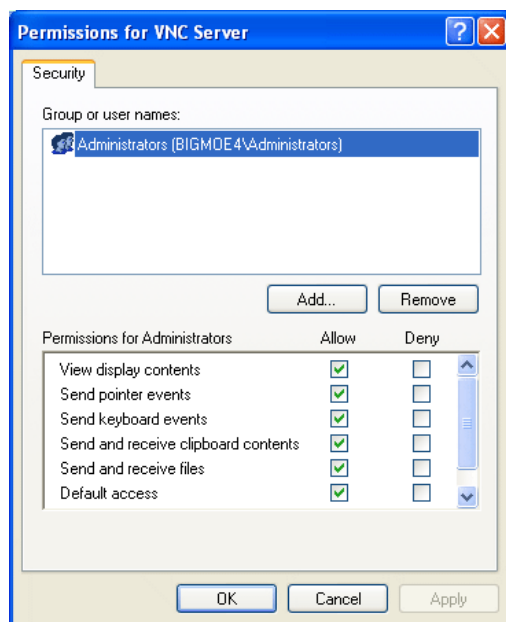 Permissions for VNC Server
Security
Group or user names:
Administrators (BIGMOE4\Administrators)
Add... Remove
Permissions for Administrators Allow Deny
View display contents
Send pointer events
Send keyboard events
Send and receive clipboard contents
Send and receive files
Default access
OK Cancel Apply